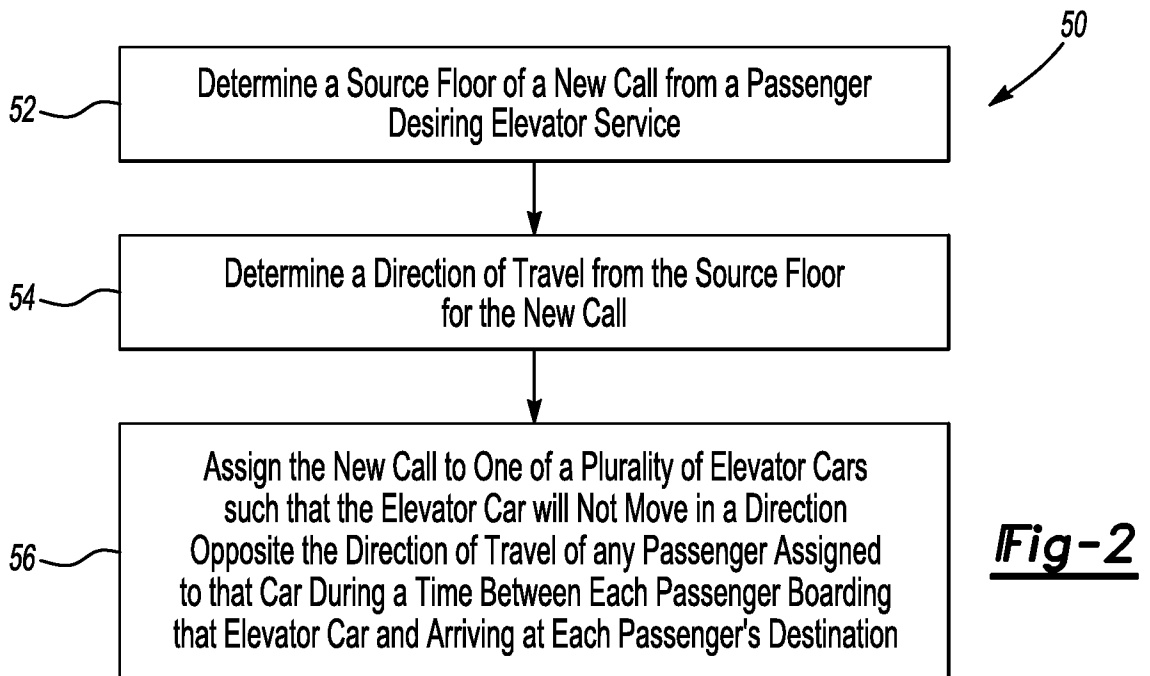 50
52
Determine a Source Floor of a New Call from a Passenger
Desiring Elevator Service
54
Determine a Direction of Travel from the Source Floor
for the New Call
56
Assign the New Call to One of a Plurality of Elevator Cars
such that the Elevator Car will Not Move in a Direction
Opposite the Direction of Travel of any Passenger Assigned
to that Car During a Time Between Each Passenger Boarding
that Elevator Car and Arriving at Each Passenger's Destination
Fig-2